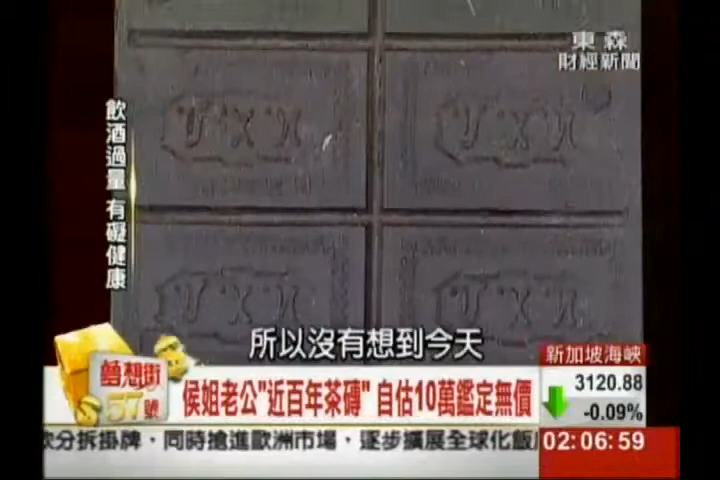 東森
財經新聞
飲酒過量 有礙健康
所以沒有想到今天
夢想街
57號
侯姐老公"近百年茶磚" 自估10萬鑑定無價
新加坡海峽
3120.88
-0.09%
分拆掛牌，同時搶進歐洲市場，逐步擴展全球化飯
02:06:59